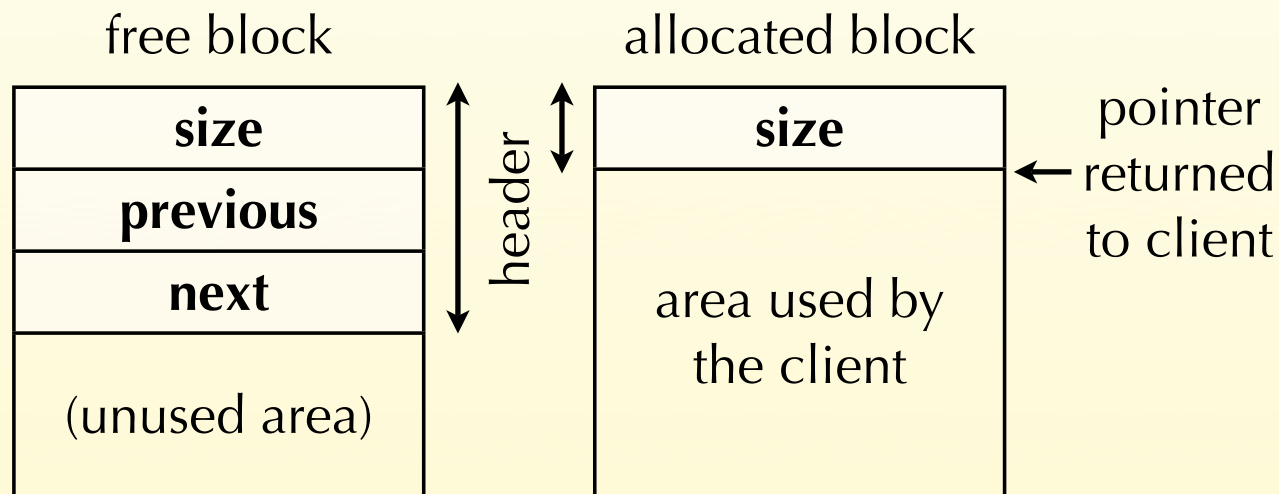 free block
size
previous
next
(unused area)
header
allocated block
size
area used by
the client
pointer
returned
to client